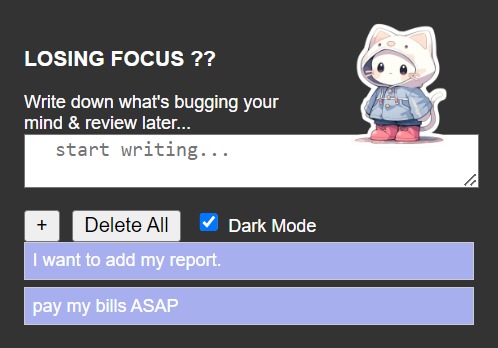 LOSING FOCUS ??
Write down what's bugging your
mind & review later...
start writing...
+ Delete All Dark Mode
I want to add my report.
pay my bills ASAP